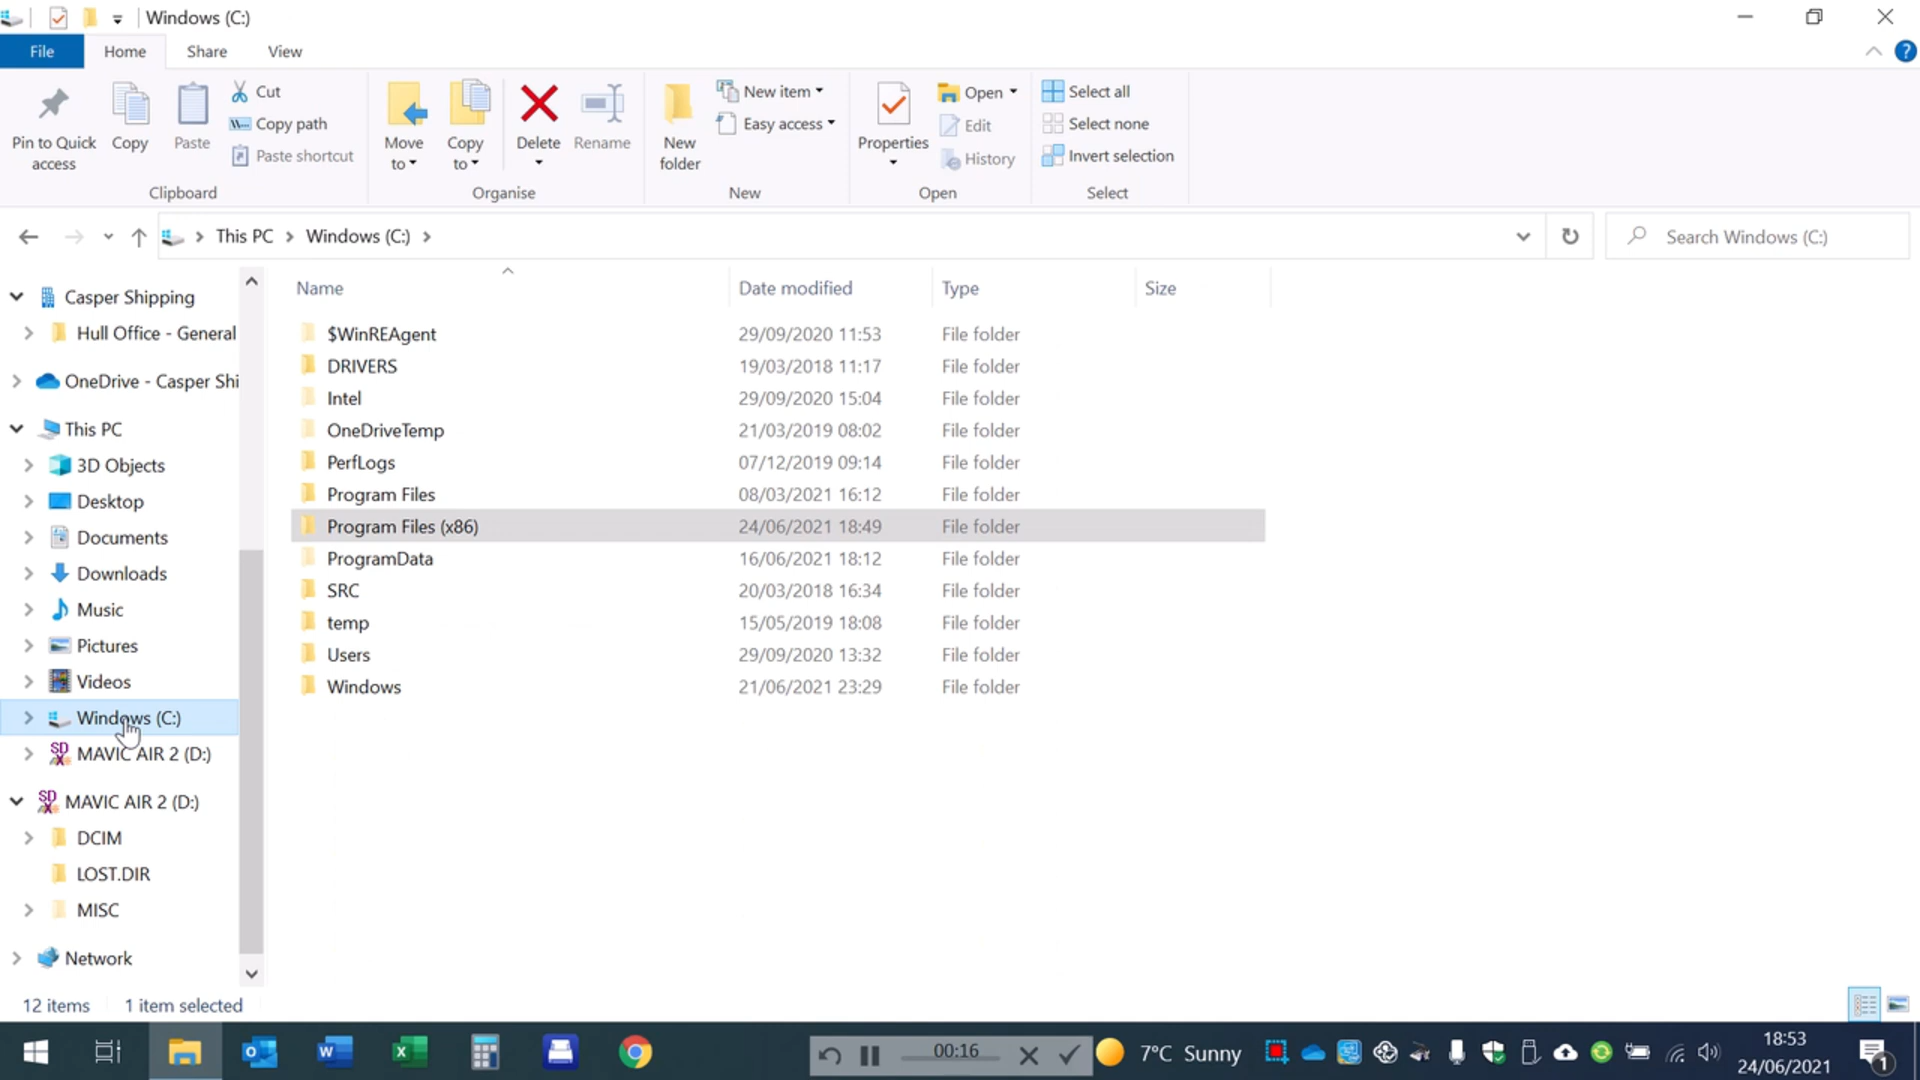 Windows (C:)
File Home Share View
Pin to Quick access
Copy
Paste
Cut
Copy path
Paste shortcut
Clipboard
Move to
Copy to
Delete
Rename
Organise
New folder
New item
Easy access
New
Properties
Open
Edit
History
Open
Select all
Select none
Invert selection
Select
This PC Windows (C:)
Search Windows (C:)
Casper Shipping
Hull Office - General
OneDrive - Casper Shi
This PC
3D Objects
Desktop
Documents
Downloads
Music
Pictures
Videos
Windows (C:)
MAVIC AIR 2 (D:)
MAVIC AIR 2 (D:)
DCIM
LOST.DIR
MISC
Network
Name Date modified Type Size
$WinREAgent 29/09/2020 11:53 File folder
DRIVERS 19/03/2018 11:17 File folder
Intel 29/09/2020 15:04 File folder
OneDriveTemp 21/03/2019 08:02 File folder
PerfLogs 07/12/2019 09:14 File folder
Program Files 08/03/2021 16:12 File folder
Program Files (x86) 24/06/2021 18:49 File folder
ProgramData 16/06/2021 18:12 File folder
SRC 20/03/2018 16:34 File folder
temp 15/05/2019 18:08 File folder
Users 29/09/2020 13:32 File folder
Windows 21/06/2021 23:29 File folder
12 items 1 item selected
00:16
7°C Sunny
18:53
24/06/2021
1